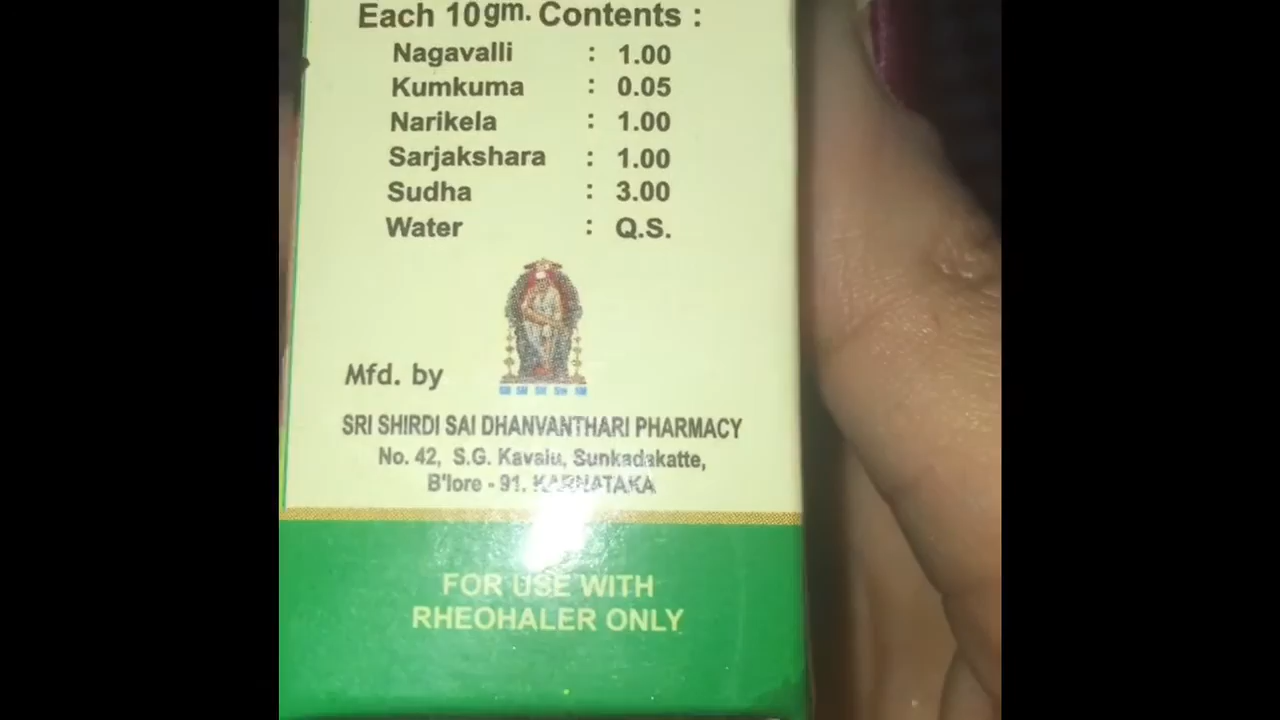 Each 10gm. Contents :
Nagavalli : 1.00
Kumkuma : 0.05
Narikela : 1.00
Sarjakshara : 1.00
Sudha : 3.00
Water : Q.S.
Mfd. by
SRI SHIRDI SAI DHANVANTHARI PHARMACY
No. 42, S.G. Kavalu, Sunkadakatte,
B'lore - 91. KARNATAKA
FOR USE WITH
RHEOHALER ONLY